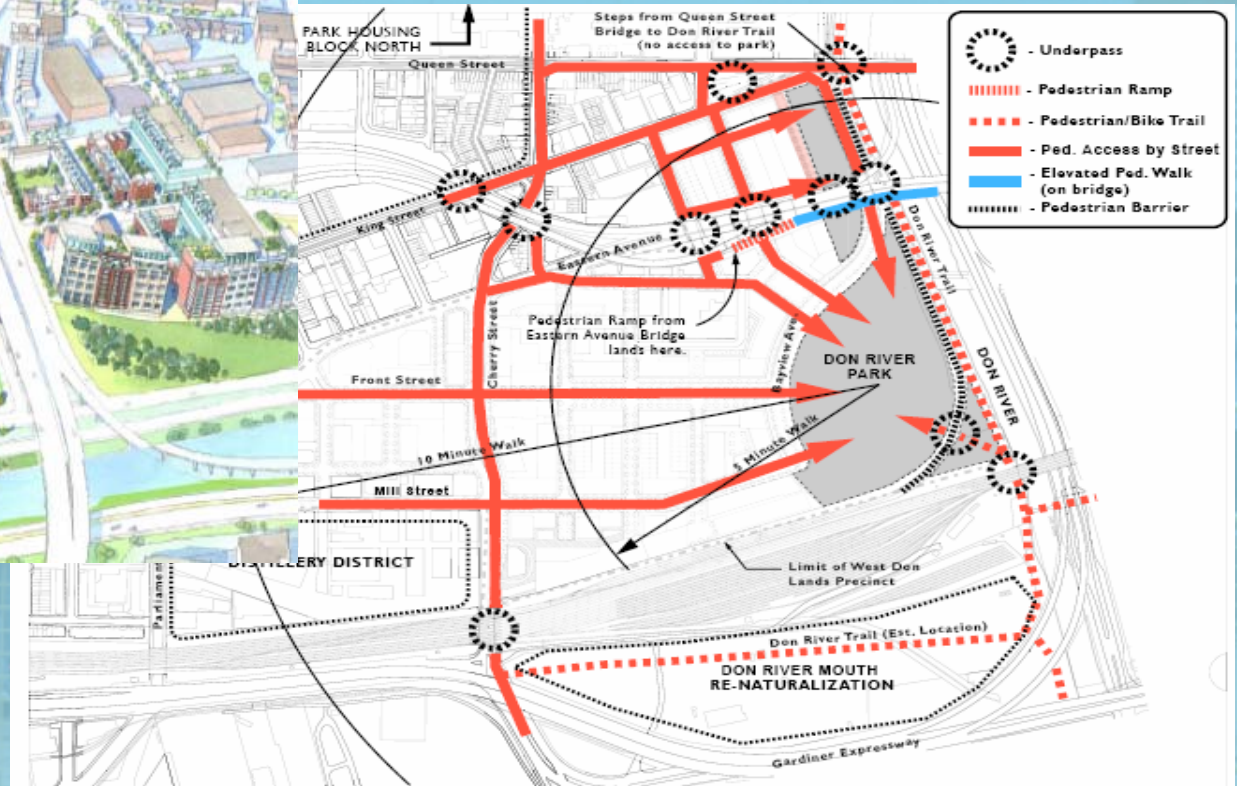 PARK HOUSING
BLOCK NORTH
Steps from Queen Street
Bridge to Don River Trail
(no access to park)
- Underpass
- Pedestrian Ramp
- Pedestrian/Bike Trail
- Ped. Access by Street
- Elevated Ped. Walk
(on bridge)
- Pedestrian Barrier
Queen Street
King Street
Eastern Avenue
Don River Trail
Cherry Street
Pedestrian Ramp from
Eastern Avenue Bridge
lands here.
Bayview Ave.
DON RIVER
PARK
DON RIVER
Front Street
10 Minute Walk
5 Minute Walk
Mill Street
DISTILLERY DISTRICT
Parliament
Limit of West Don
Lands Precinct
Don River Trail (Est. Location)
DON RIVER MOUTH
RE-NATURALIZATION
Gardiner Expressway